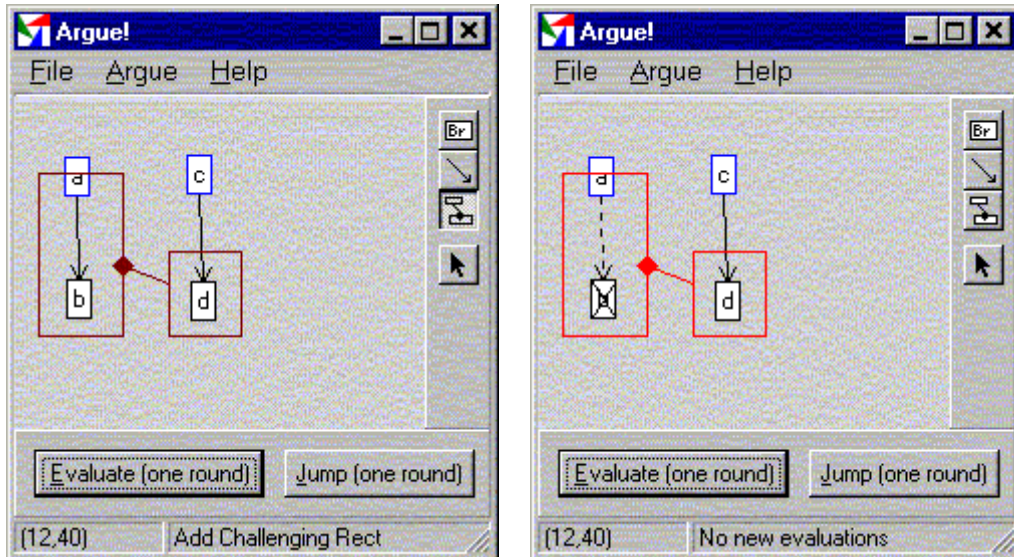 Argue!
File Argue Help
Br
a
c
b
d
Evaluate (one round)
Jump (one round)
(12,40)
Add Challenging Rect
Argue!
File Argue Help
Br
a
c
b
d
Evaluate (one round)
Jump (one round)
(12,40)
No new evaluations